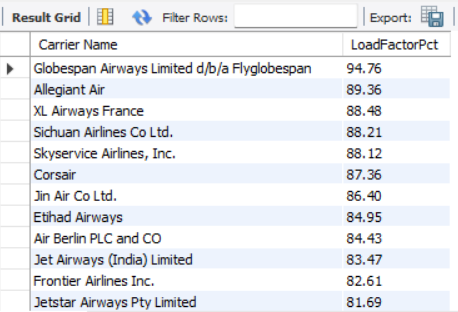 Result Grid Filter Rows: Export:
Carrier Name LoadFactorPct
Globespan Airways Limited d/b/a Flyglobespan 94.76
Allegiant Air 89.36
XL Airways France 88.48
Sichuan Airlines Co Ltd. 88.21
Skyservice Airlines, Inc. 88.12
Corsair 87.36
Jin Air Co Ltd. 86.40
Etihad Airways 84.95
Air Berlin PLC and CO 84.43
Jet Airways (India) Limited 83.47
Frontier Airlines Inc. 82.61
Jetstar Airways Pty Limited 81.69